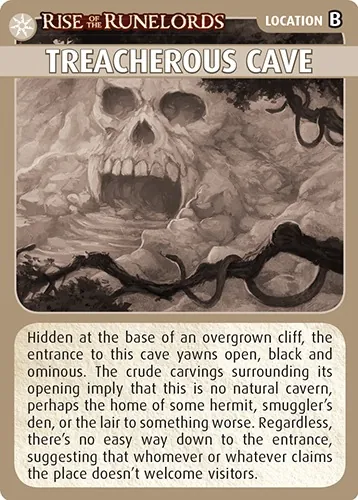 RISE OF THE RUNELORDS
LOCATION B
TREACHEROUS CAVE
Hidden at the base of an overgrown cliff, the
entrance to this cave yawns open, black and
ominous. The crude carvings surrounding its
opening imply that this is no natural cavern,
perhaps the home of some hermit, smuggler's
den, or the lair to something worse. Regardless,
there's no easy way down to the entrance,
suggesting that whomever or whatever claims
the place doesn't welcome visitors.